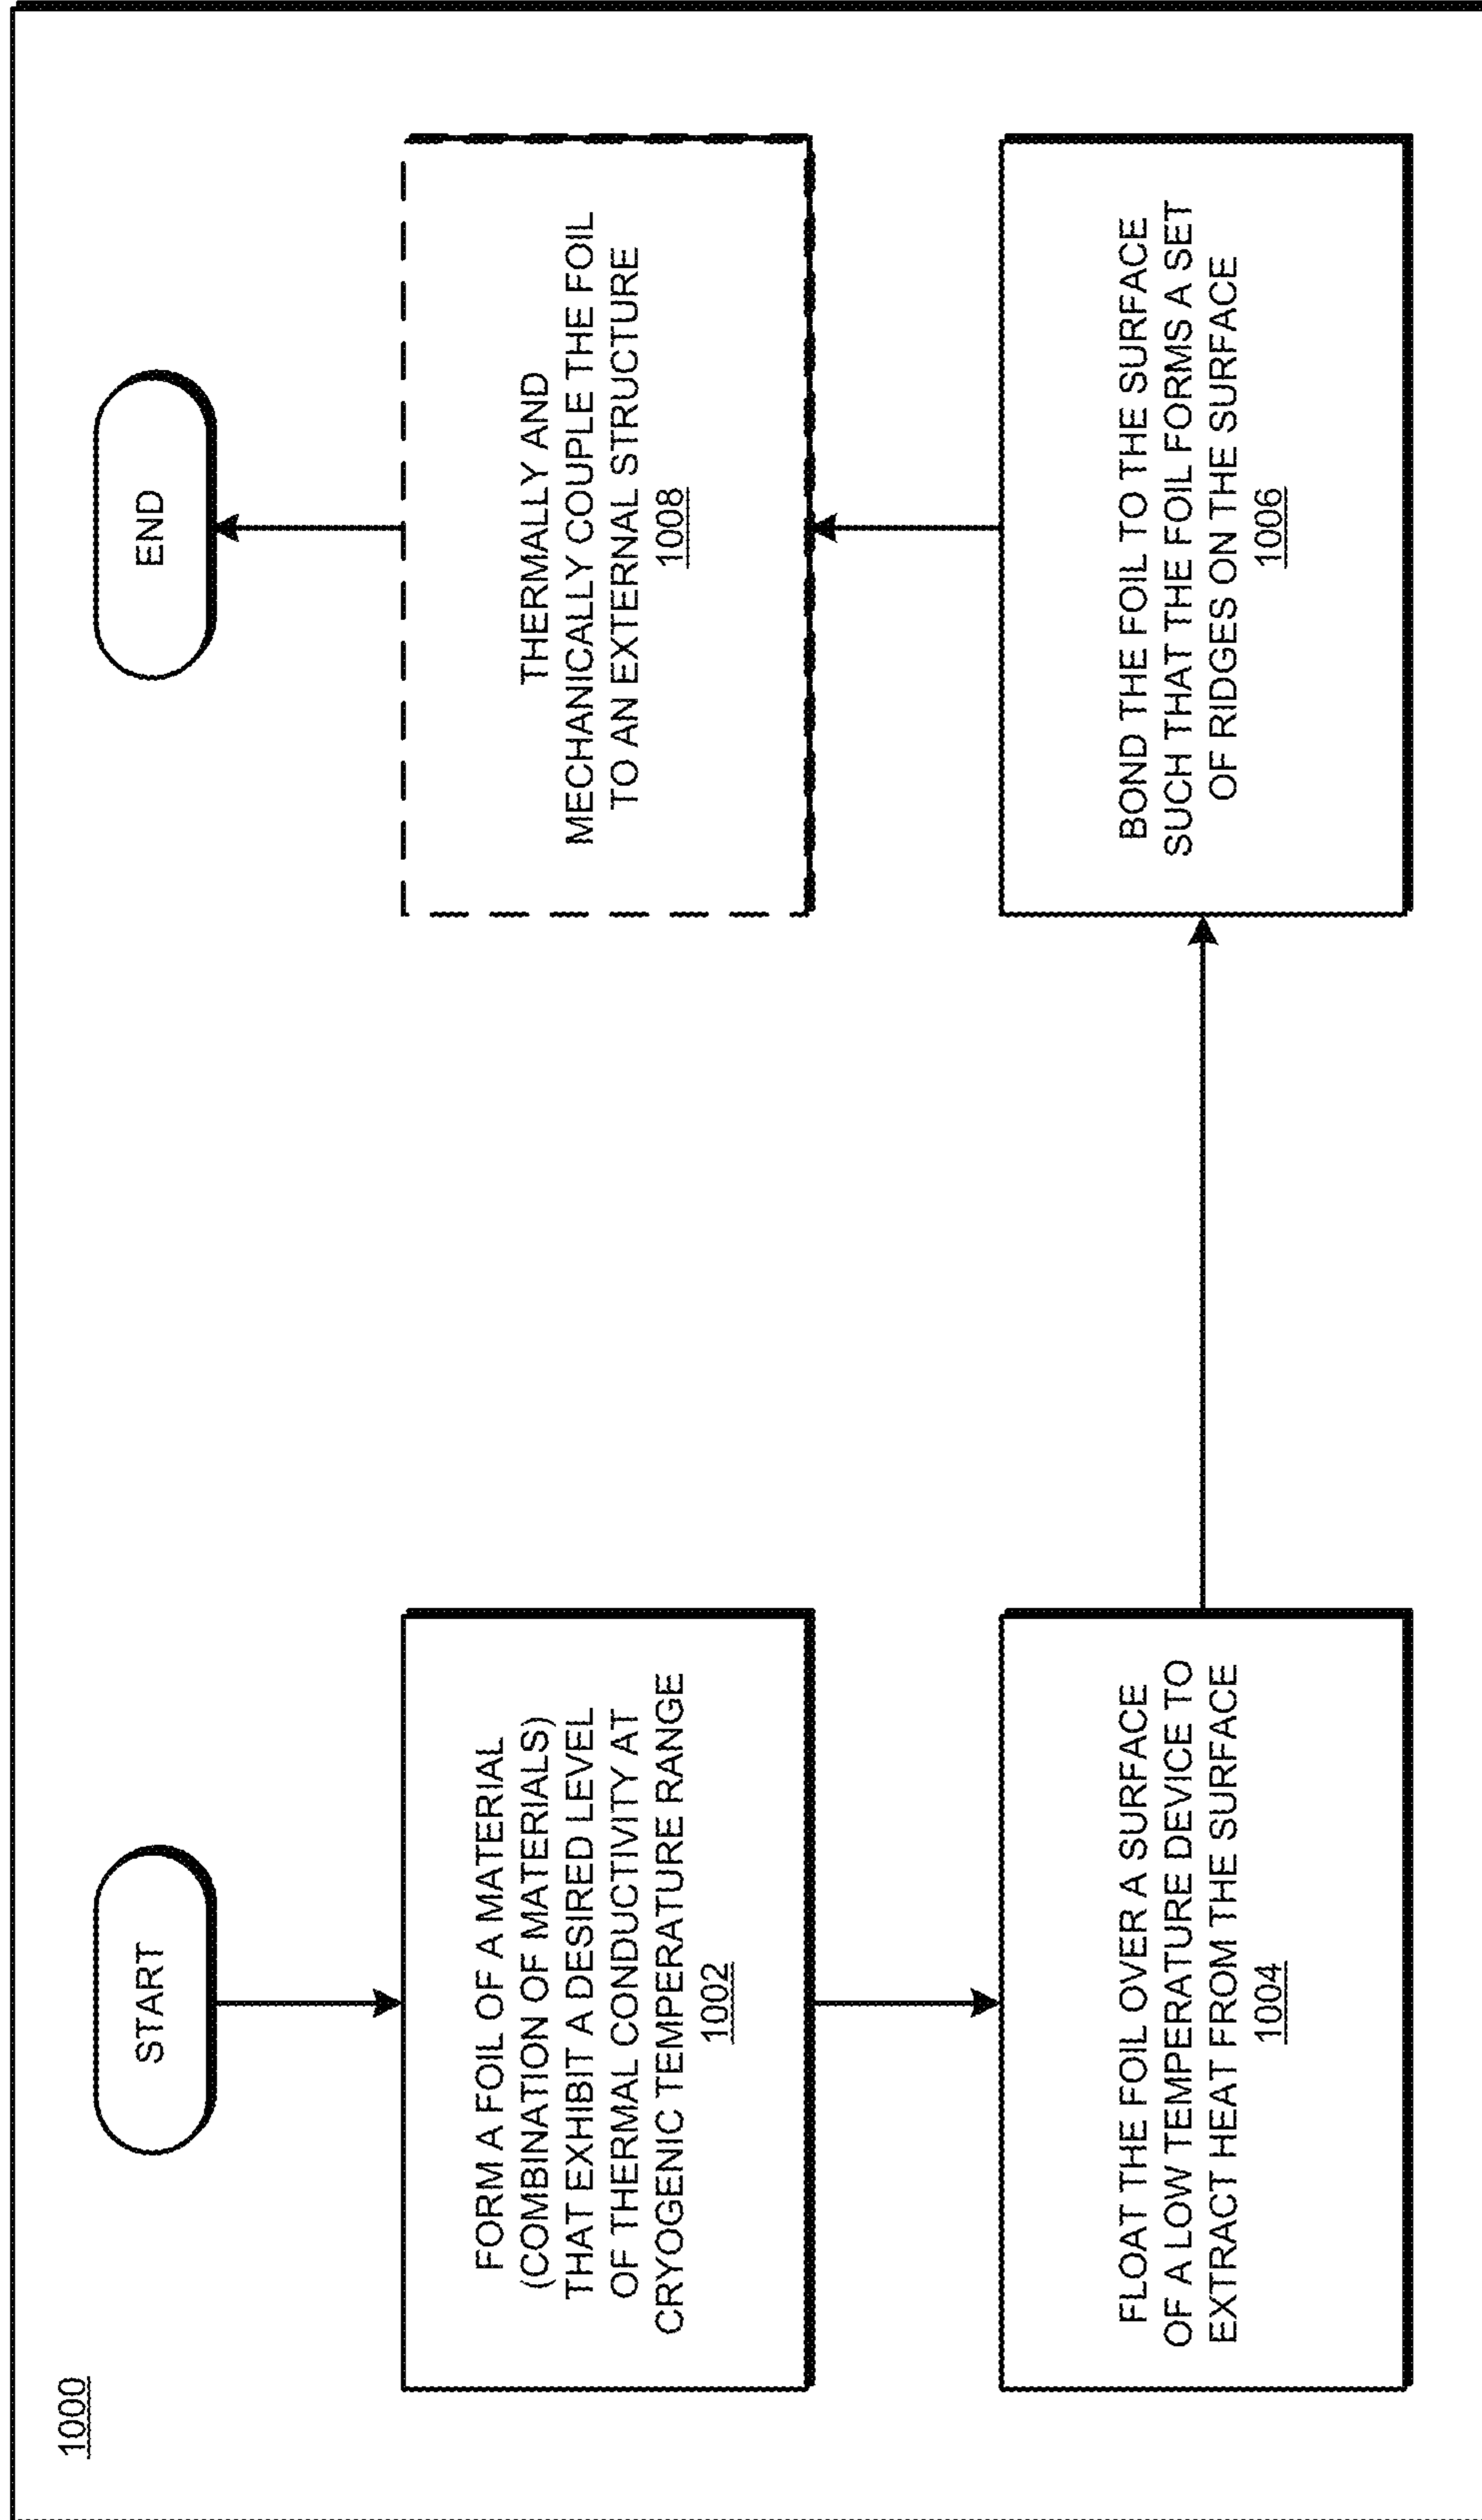 1000
START
FORM A FOIL OF A MATERIAL
(COMBINATION OF MATERIALS)
THAT EXHIBIT A DESIRED LEVEL
OF THERMAL CONDUCTIVITY AT
CRYOGENIC TEMPERATURE RANGE
1002
FLOAT THE FOIL OVER A SURFACE
OF A LOW TEMPERATURE DEVICE TO
EXTRACT HEAT FROM THE SURFACE
1004
BOND THE FOIL TO THE SURFACE
SUCH THAT THE FOIL FORMS A SET
OF RIDGES ON THE SURFACE
1006
THERMALLY AND
MECHANICALLY COUPLE THE FOIL
TO AN EXTERNAL STRUCTURE
1008
END